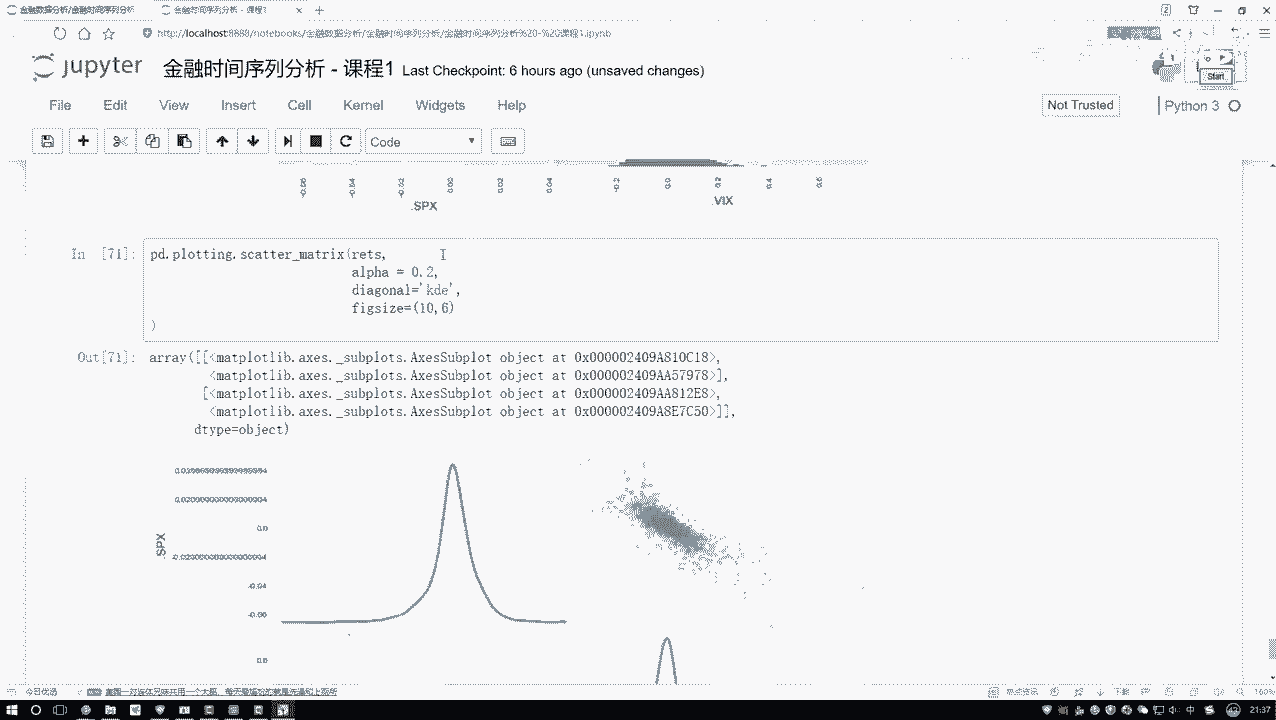 金融数据分析/金融时间序列分析
金融时间序列分析 - 课程1
http://localhost:8888/notebooks/金融数据分析/金融时间序列分析/金融时间序列分析%20-%20课程1.ipynb
jupyter 金融时间序列分析 - 课程1 Last Checkpoint: 6 hours ago (unsaved changes)
Start
File Edit View Insert Cell Kernel Widgets Help
Not Trusted
Python 3
Code
-0.06 -0.04 -0.02 0.00 0.02 0.04
-0.2 0.0 0.2 0.4 0.6
.SPX
.VIX
In [71]:
pd.plotting.scatter_matrix(rets,
alpha = 0.2,
diagonal='kde',
figsize=(10,6)
)
Out[71]:
array([[<matplotlib.axes._subplots.AxesSubplot object at 0x000002409A810C18>,
<matplotlib.axes._subplots.AxesSubplot object at 0x000002409AA57978>],
[<matplotlib.axes._subplots.AxesSubplot object at 0x000002409AA812E8>,
<matplotlib.axes._subplots.AxesSubplot object at 0x000002409A8E7C50>]],
dtype=object)
.SPX
0.0
-0.04
-0.06
0.0
今日优选
160%
中
21:37